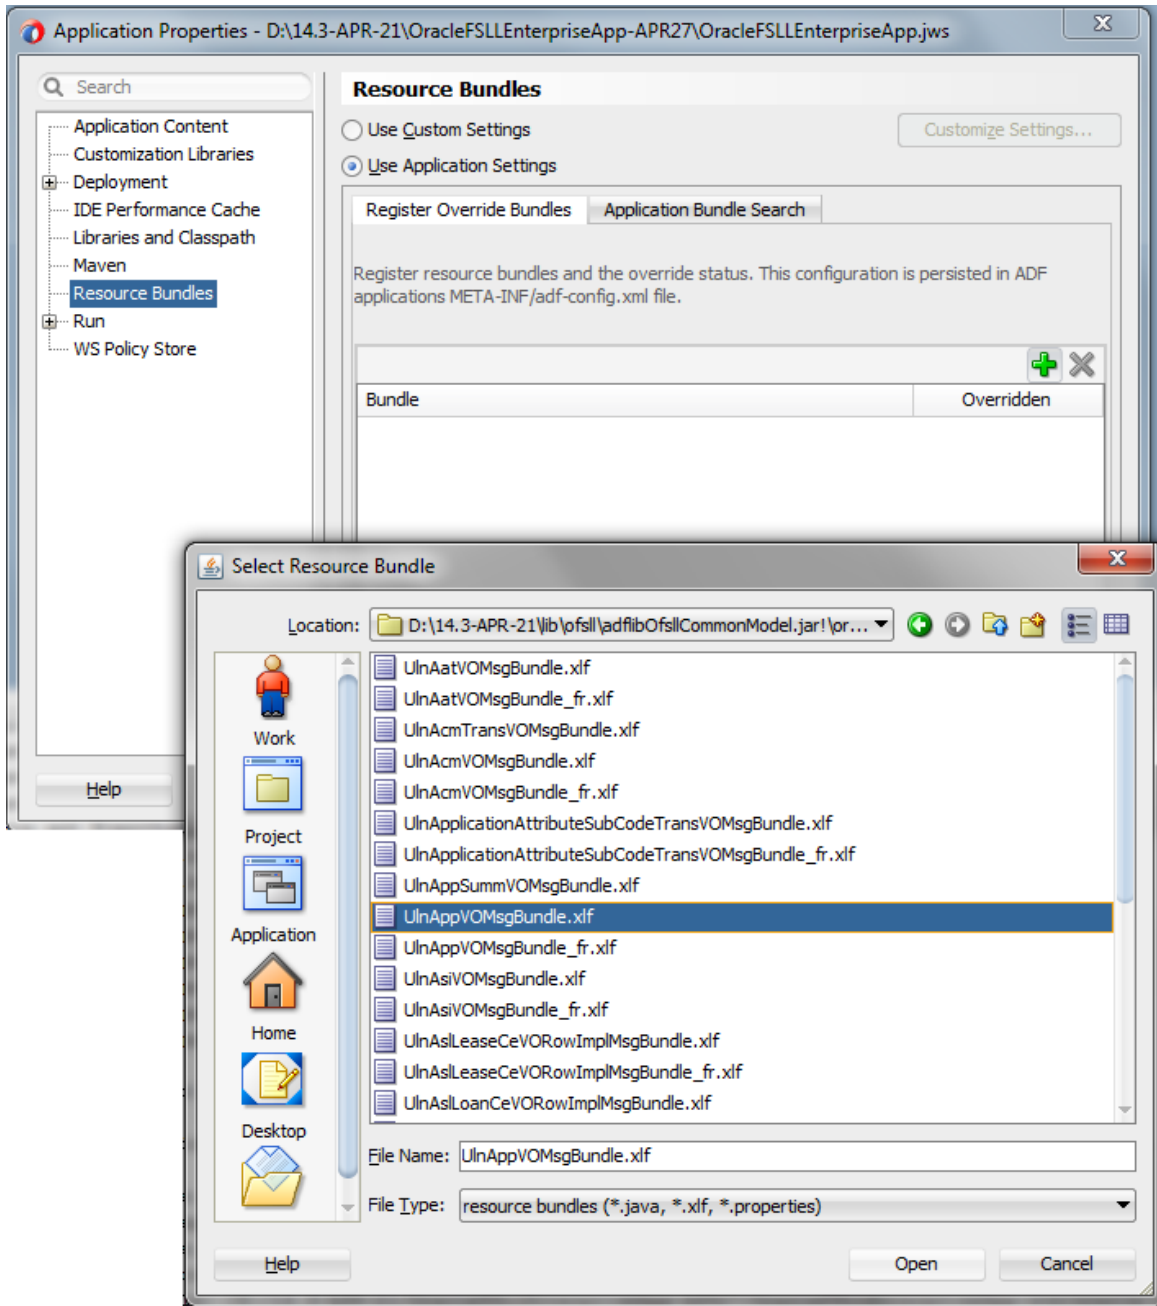 Application Properties - D:\14.3-APR-21\OracleFSLLEnterpriseApp-APR27\OracleFSLLEnterpriseApp.jws
Search
Application Content
Customization Libraries
Deployment
IDE Performance Cache
Libraries and Classpath
Maven
Resource Bundles
Run
WS Policy Store
Help
Resource Bundles
Use Custom Settings
Customize Settings...
Use Application Settings
Register Override Bundles
Application Bundle Search
Register resource bundles and the override status. This configuration is persisted in ADF
applications META-INF/adf-config.xml file.
Bundle
Overridden
Select Resource Bundle
Location:
D:\14.3-APR-21\lib\ofsll\adflibOfsllCommonModel.jar!\or...
Work
Project
Application
Home
Desktop
UlnAatVOMsgBundle.xlf
UlnAatVOMsgBundle_fr.xlf
UlnAcmTransVOMsgBundle.xlf
UlnAcmVOMsgBundle.xlf
UlnAcmVOMsgBundle_fr.xlf
UlnApplicationAttributeSubCodeTransVOMsgBundle.xlf
UlnApplicationAttributeSubCodeTransVOMsgBundle_fr.xlf
UlnAppSummVOMsgBundle.xlf
UlnAppVOMsgBundle.xlf
UlnAppVOMsgBundle_fr.xlf
UlnAsiVOMsgBundle.xlf
UlnAsiVOMsgBundle_fr.xlf
UlnAslLeaseCeVORowImplMsgBundle.xlf
UlnAslLeaseCeVORowImplMsgBundle_fr.xlf
UlnAslLoanCeVORowImplMsgBundle.xlf
File Name: UlnAppVOMsgBundle.xlf
File Type: resource bundles (*.java, *.xlf, *.properties)
Help
Open
Cancel